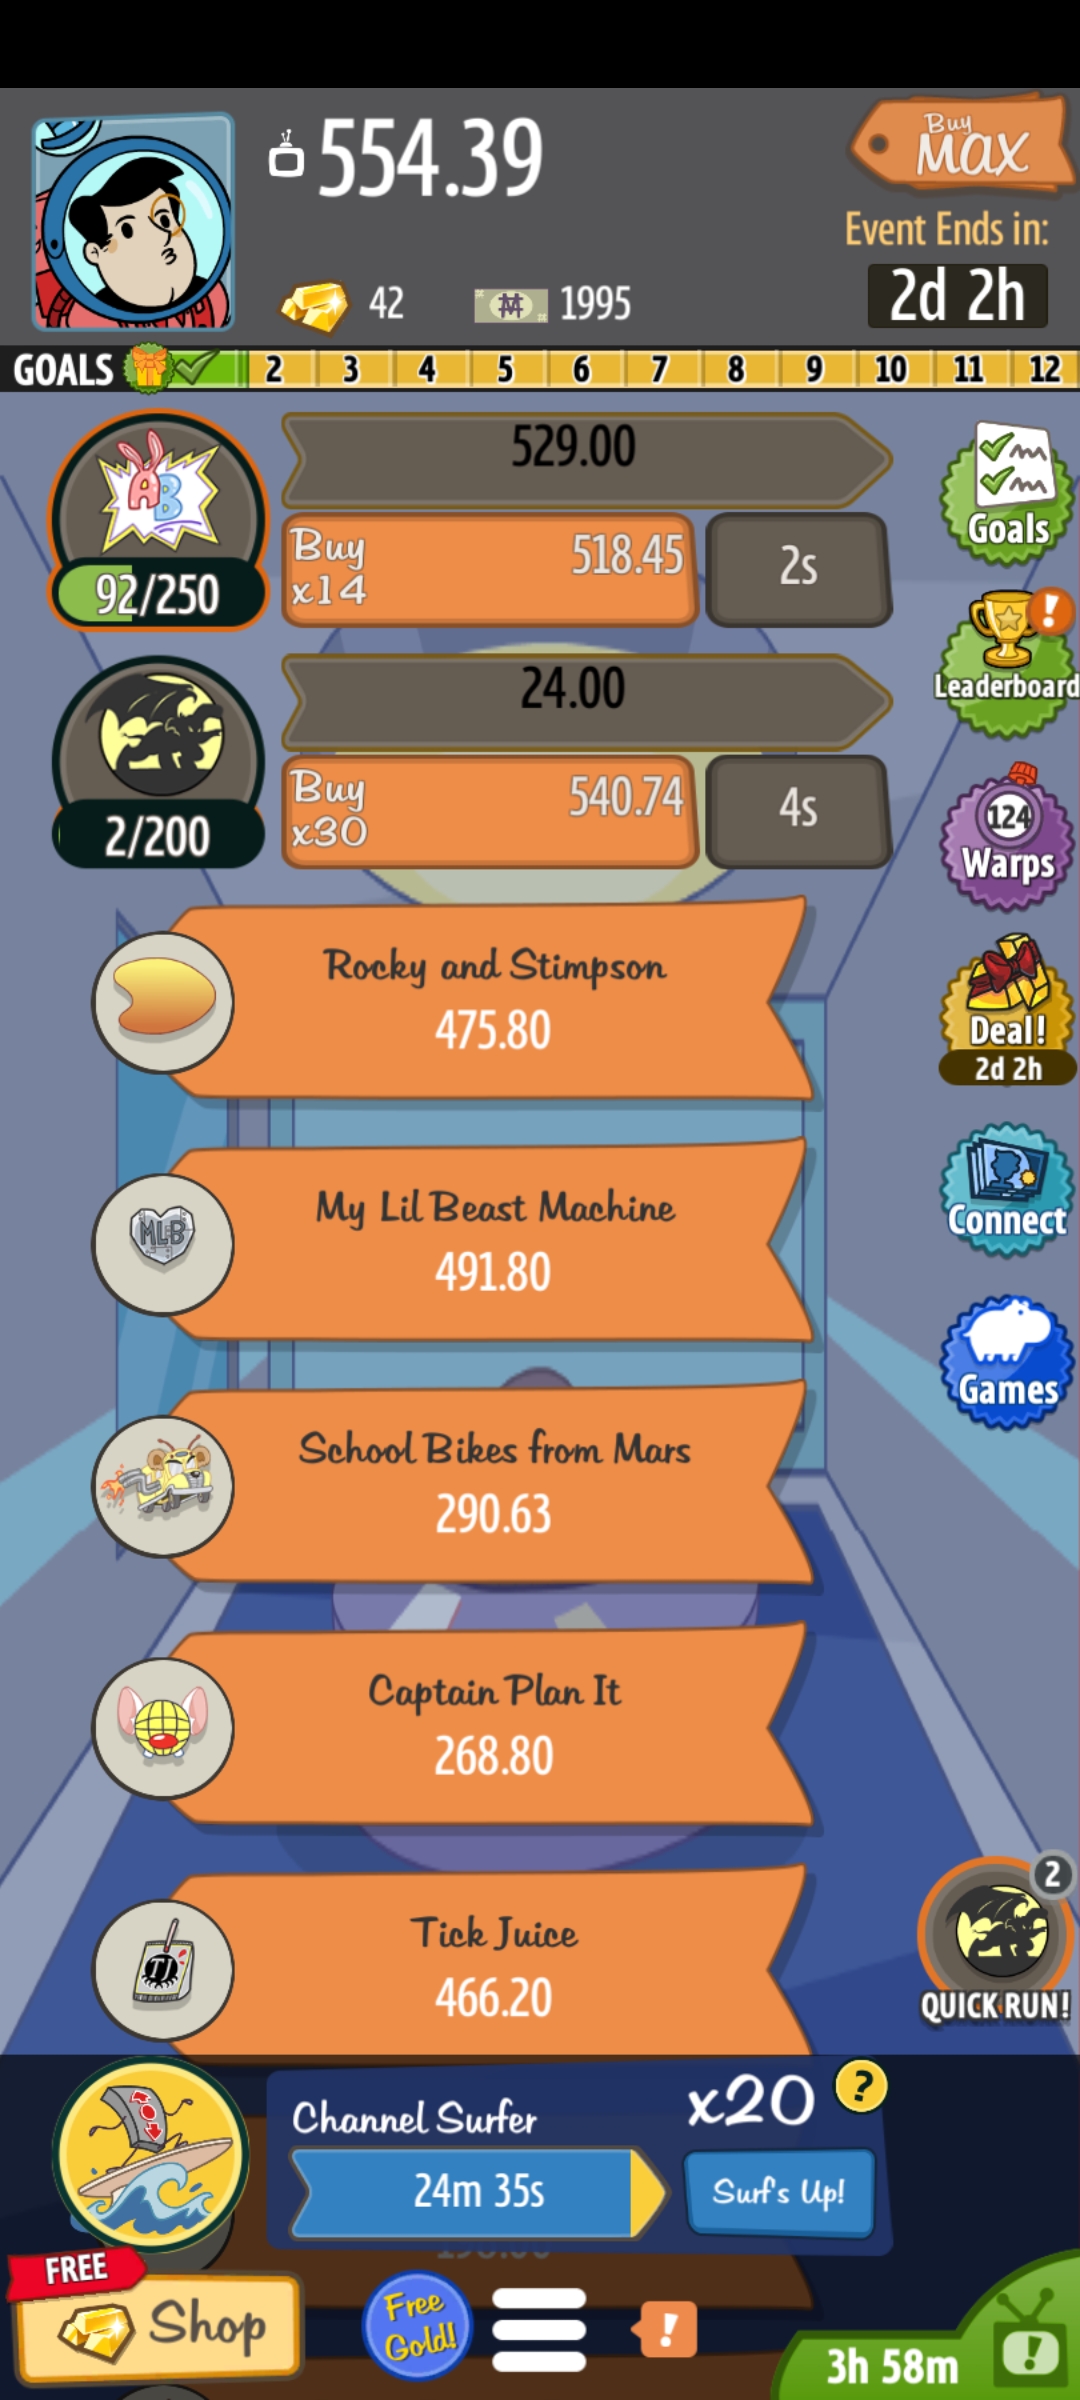 554.39
Buy
MAX
Event Ends in:
42
1995
2d 2h
GOALS 2 3 4 5 6 7 8 9 10 11 12
AB
529.00
92/250
Buy
x14
518.45
2s
Goals
24.00
2/200
Buy
x30
540.74
4s
!
Leaderboard
124
Warps
Rocky and Stimpson
475.80
Deal!
2d 2h
MLB
My Lil Beast Machine
491.80
Connect
School Bikes from Mars
290.63
Games
Captain Plan It
268.80
TJ
Tick Juice
466.20
2
QUICK RUN!
Channel Surfer
x20
?
24m 35s
Surf's Up!
FREE
Shop
Free
Gold!
!
3h 58m
!